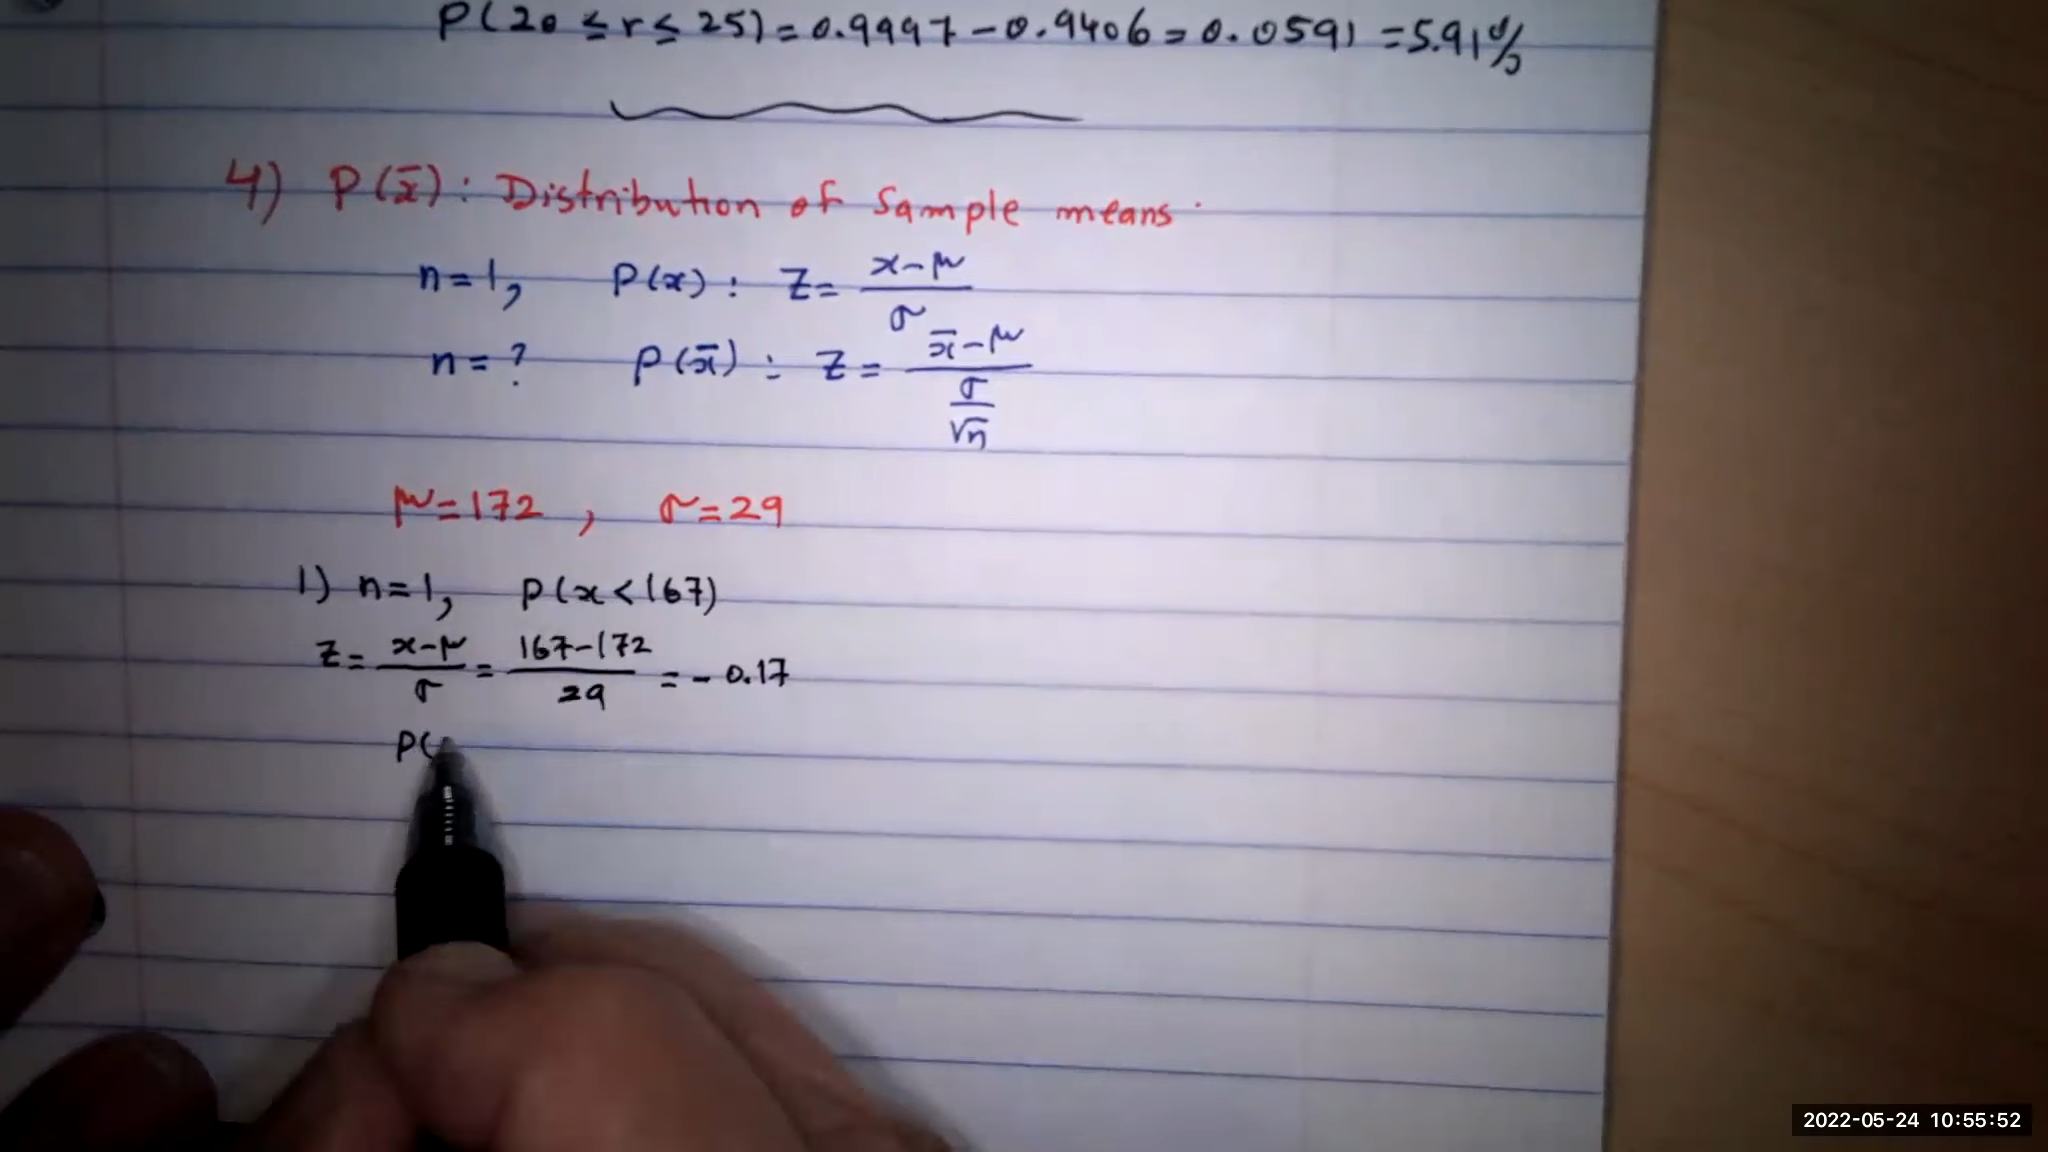 P(20 ≤ r ≤ 25) = 0.9997 - 0.9406 = 0.0591 = 5.91%
4) P(x̄): Distribution of Sample means.
n=1, P(x): Z= (x-μ)/σ
n=? P(x̄): Z= (x̄-μ)/(σ/√n)
μ=172, σ=29
1) n=1, P(x<167)
Z= (x-μ)/σ = (167-172)/29 = -0.17
P(
2022-05-24 10:55:52